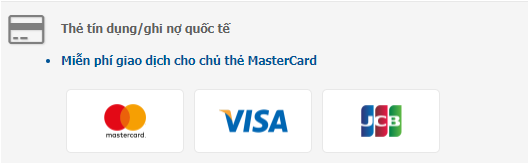 Thẻ tín dụng/ghi nợ quốc tế
Miễn phí giao dịch cho chủ thẻ MasterCard
mastercard. VISA JCB